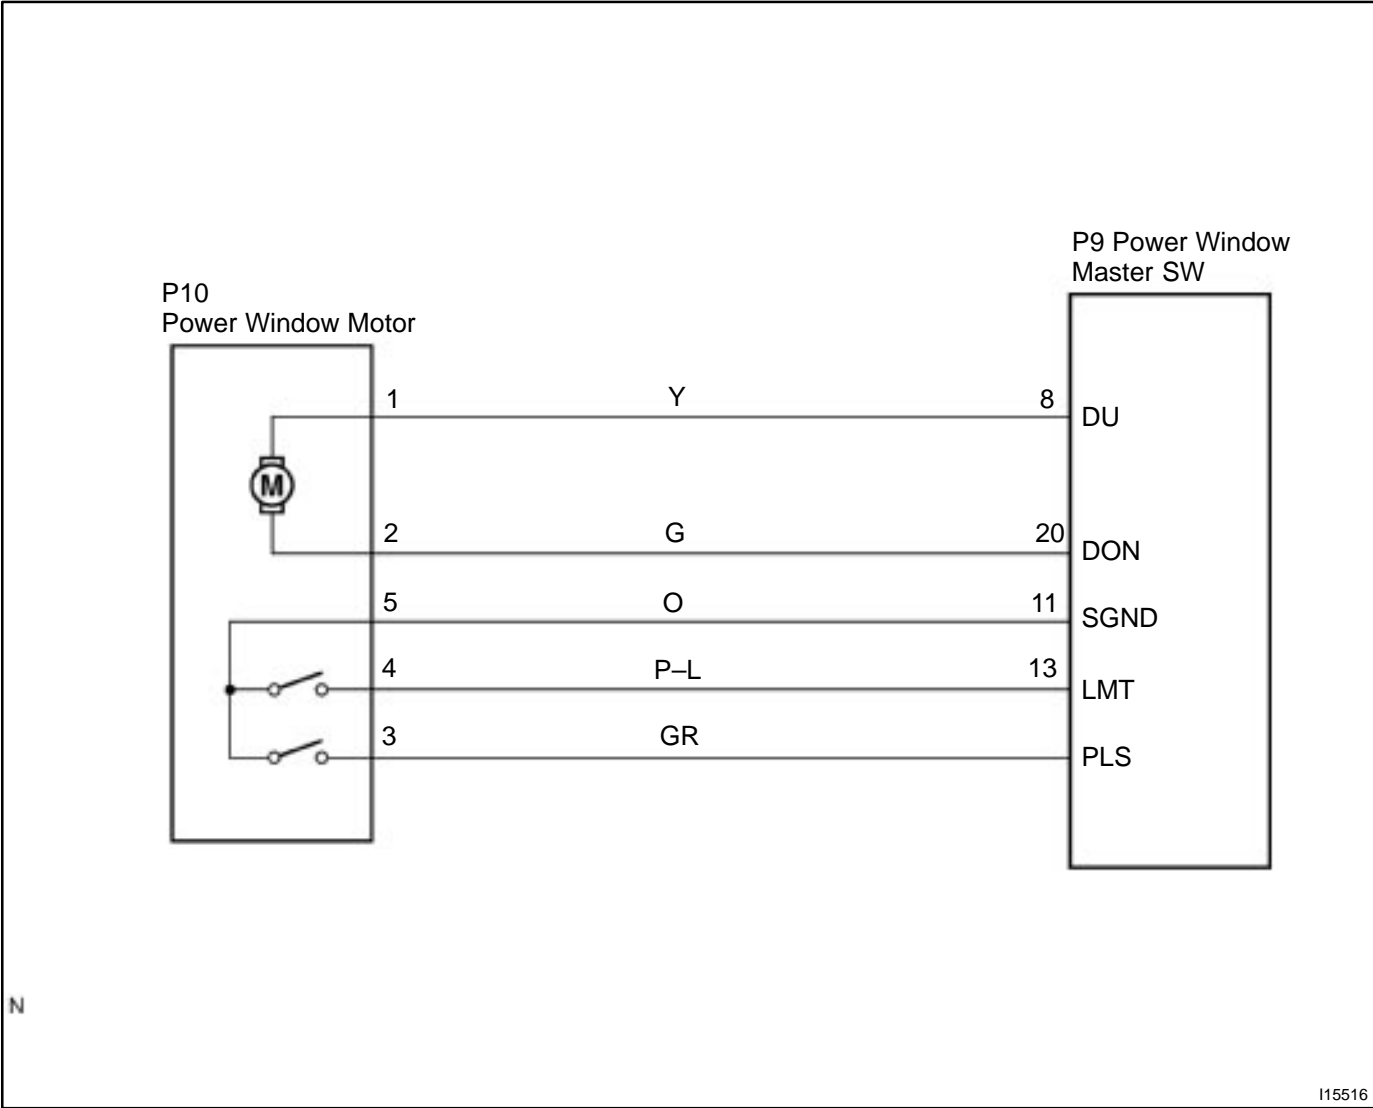 P9 Power Window
Master SW
P10
Power Window Motor
1 Y 8 DU
M
2 G 20 DON
5 O 11 SGND
4 P–L 13 LMT
3 GR PLS
N
I15516